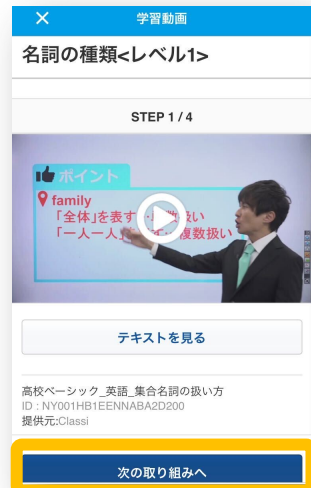 × 学習動画
名詞の種類<レベル1>
STEP 1 / 4
ポイント
family
「全体」を表す… 扱い
「一人一人」 … 複数扱い
テキストを見る
高校ベーシック_英語_集合名詞の扱い方
ID : NY001HB1EENNABA2D200
提供元:Classi
次の取り組みへ